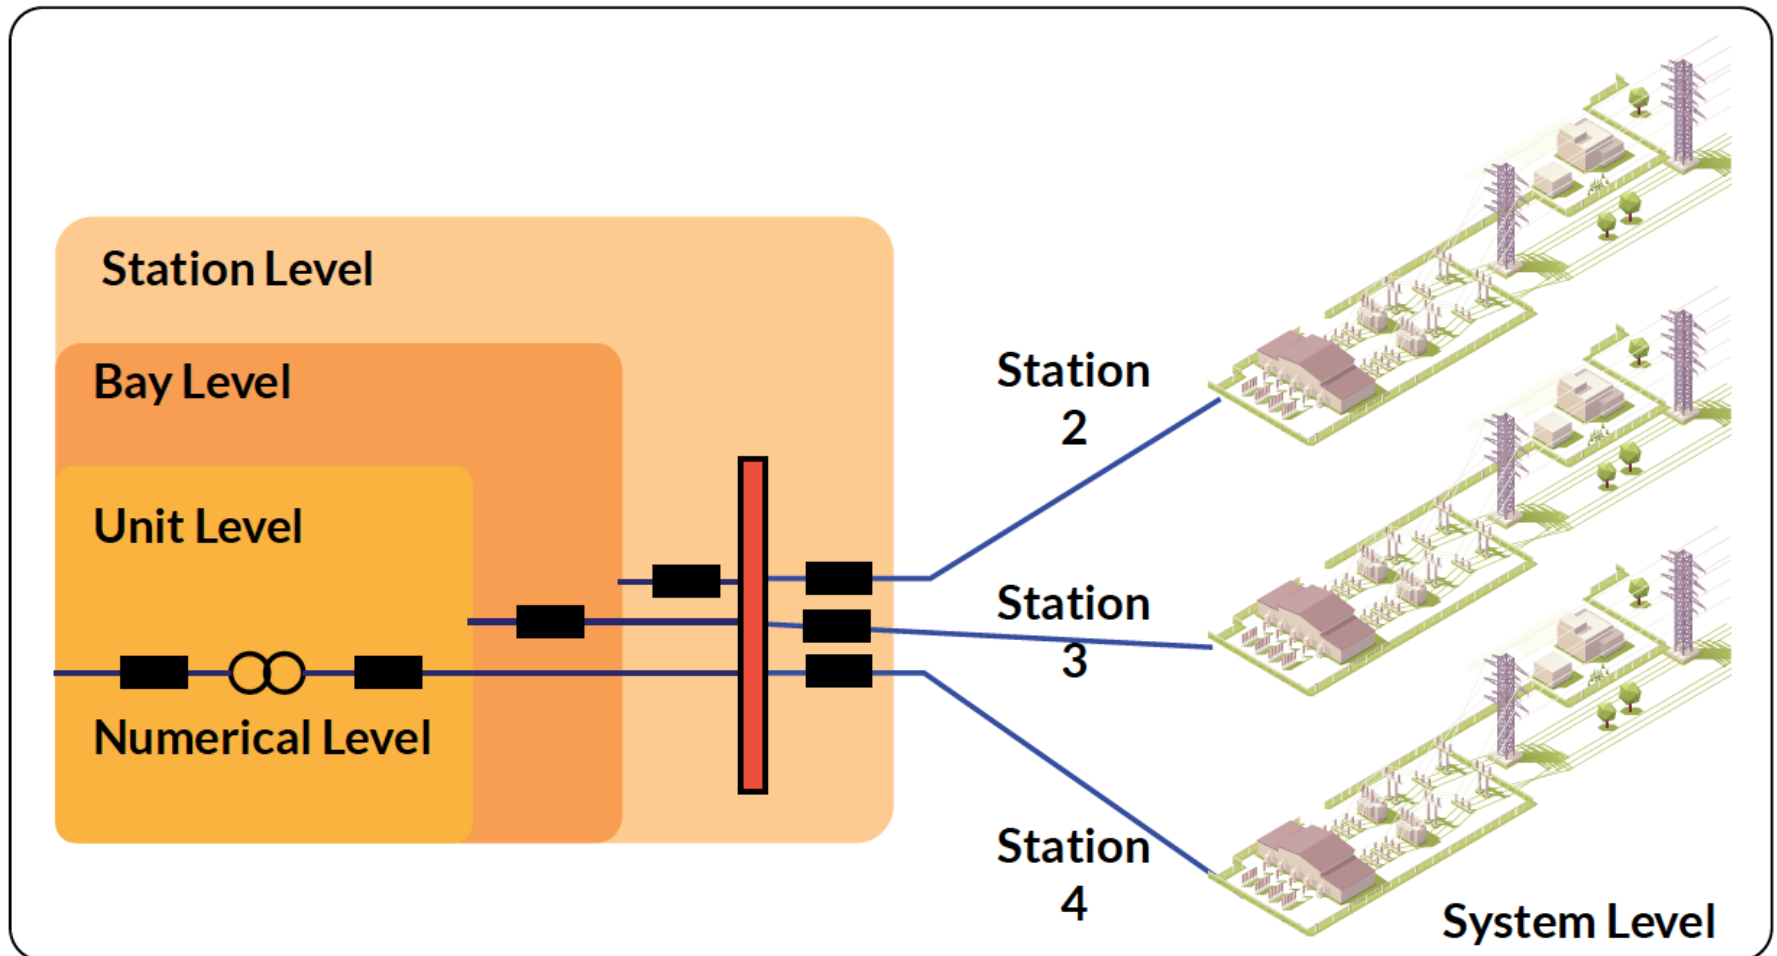 Station Level
Bay Level
Unit Level
Numerical Level
Station
2
Station
3
Station
4
System Level